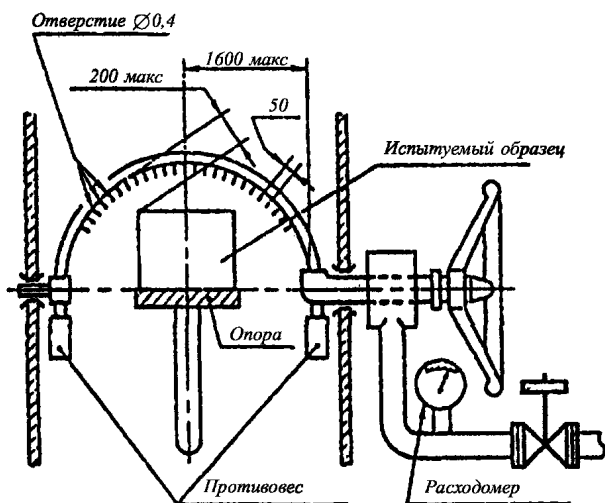 Отверстие ∅0,4
1600 макс
200 макс
50
Испытуемый образец
Опора
Противовес
Расходомер